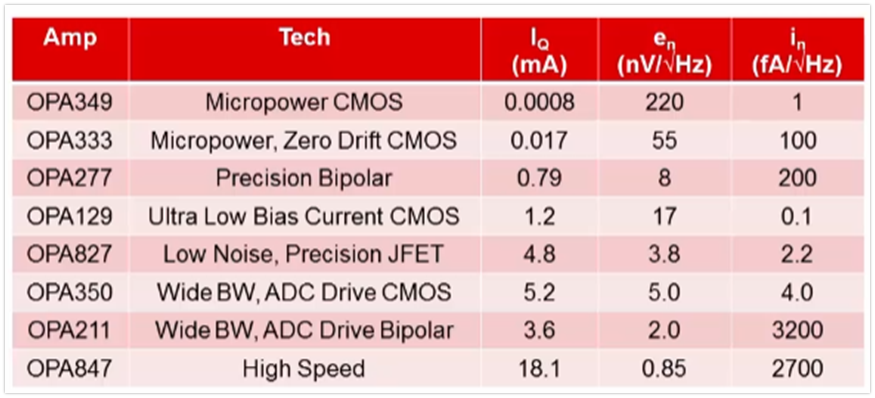 Amp Tech IQ (mA) en (nV/√Hz) in (fA/√Hz)
OPA349 Micropower CMOS 0.0008 220 1
OPA333 Micropower, Zero Drift CMOS 0.017 55 100
OPA277 Precision Bipolar 0.79 8 200
OPA129 Ultra Low Bias Current CMOS 1.2 17 0.1
OPA827 Low Noise, Precision JFET 4.8 3.8 2.2
OPA350 Wide BW, ADC Drive CMOS 5.2 5.0 4.0
OPA211 Wide BW, ADC Drive Bipolar 3.6 2.0 3200
OPA847 High Speed 18.1 0.85 2700